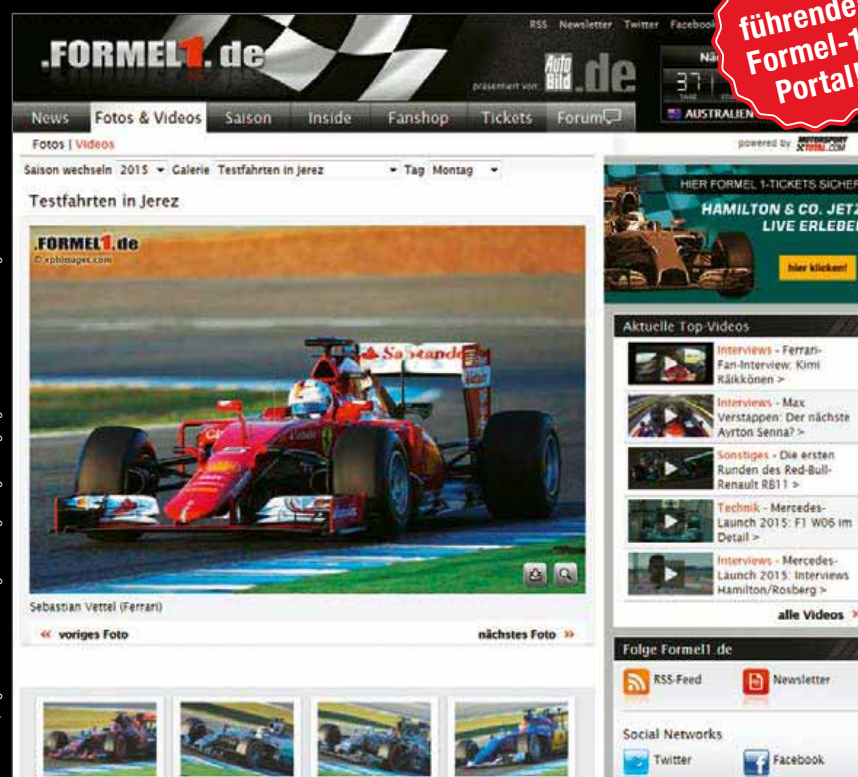 RSS Newsletter Twitter Facebook
führende
Formel-1
Portal!
.FORMEL1.de
präsentiert von:
Auto
Bild
.de
37
AUSTRALIEN
News Fotos & Videos Saison Inside Fanshop Tickets Forum
Fotos | Videos
powered by MOTORSPORT
TOTAL.COM
Saison wechseln 2015 Galerie Testfahrten in Jerez Tag Montag
Testfahrten in Jerez
.FORMEL1.de
© xpbimages.com
Santander
Sebastian Vettel (Ferrari)
« voriges Foto
nächstes Foto »
HIER FORMEL 1-TICKETS SICHE
HAMILTON & CO. JETZ
LIVE ERLEBE
hier klicken!
Aktuelle Top-Videos
Interviews - Ferrari-
Fan-Interview: Kimi
Räikkönen >
Interviews - Max
Verstappen: Der nächste
Ayrton Senna? >
Sonstiges - Die ersten
Runden des Red-Bull-
Renault RB11 >
Technik - Mercedes-
Launch 2015: F1 W06 im
Detail >
Interviews - Mercedes-
Launch 2015: Interviews
Hamilton/Rosberg >
alle Videos »
Folge Formel1.de
RSS-Feed Newsletter
Social Networks
Twitter Facebook